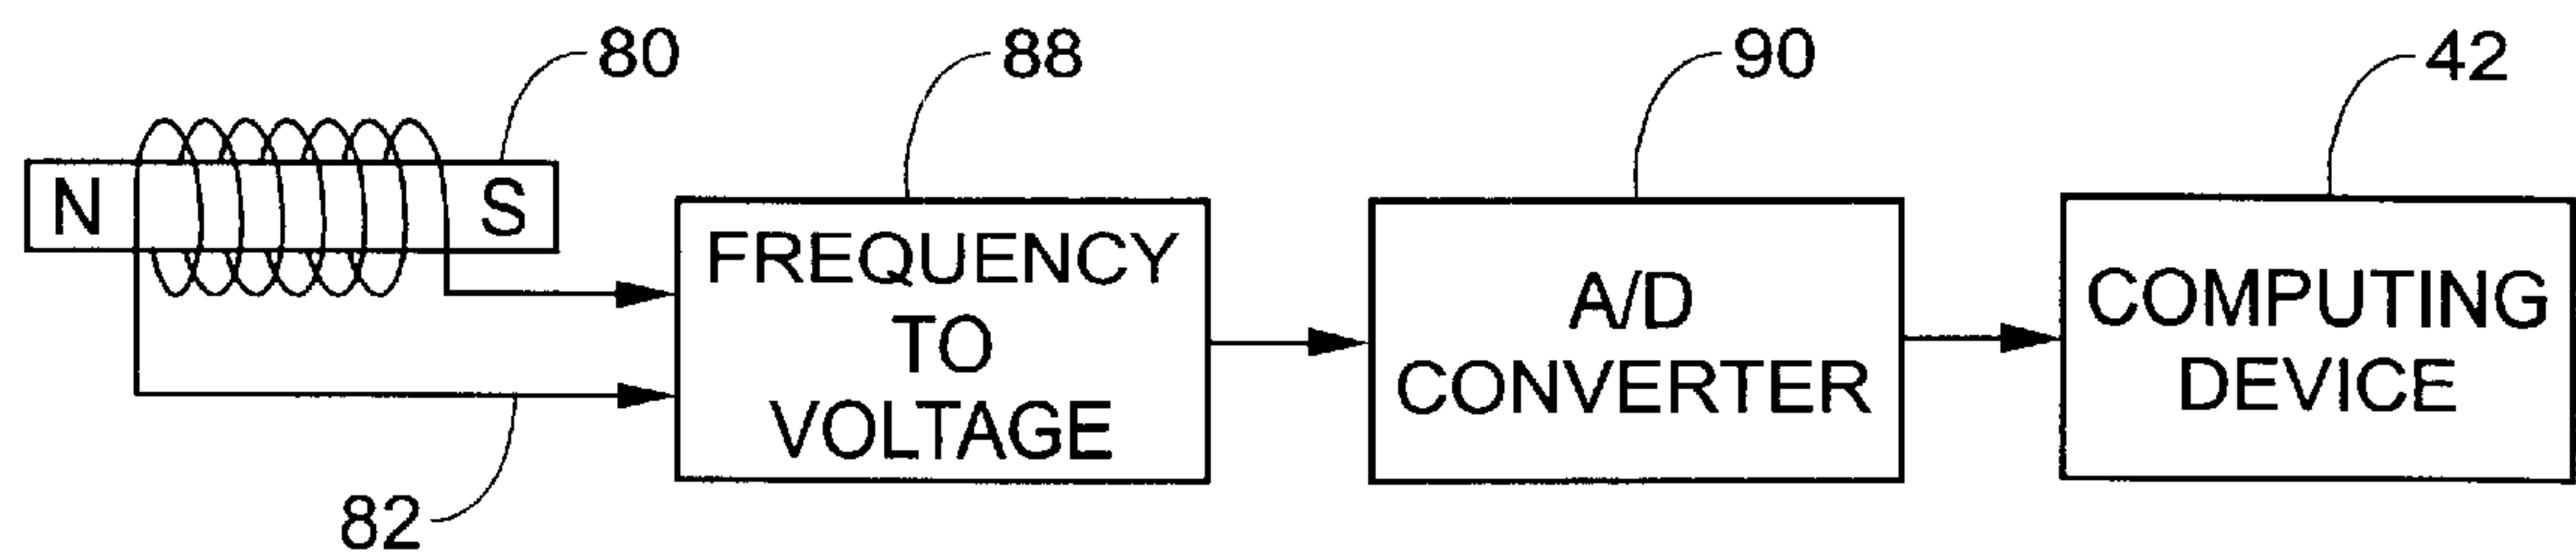 80
88
90
42
N
S
FREQUENCY
TO
VOLTAGE
A/D
CONVERTER
COMPUTING
DEVICE
82